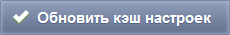 Обновить кэш настроек